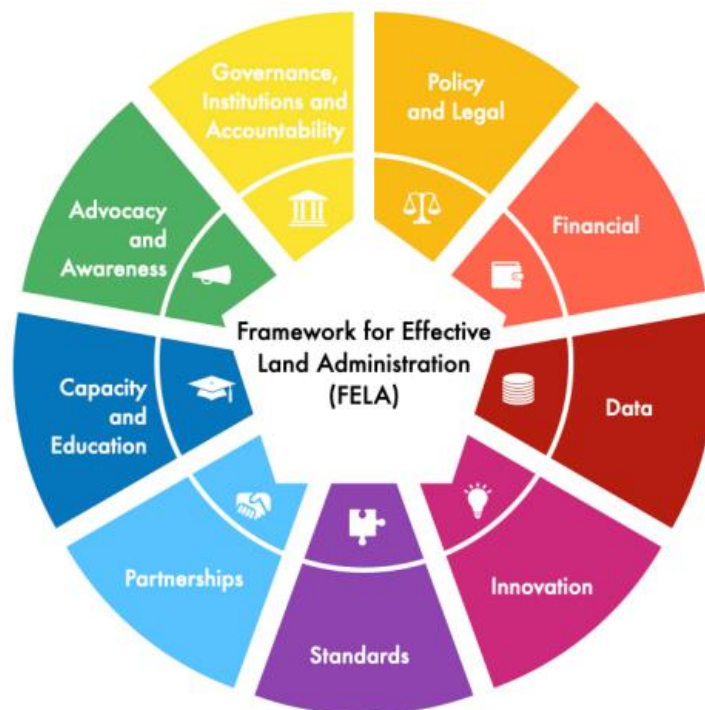 Governance,
Institutions and
Accountability
Policy
and Legal
Financial
Data
Innovation
Standards
Partnerships
Capacity
and
Education
Advocacy
and
Awareness
Framework for Effective
Land Administration
(FELA)